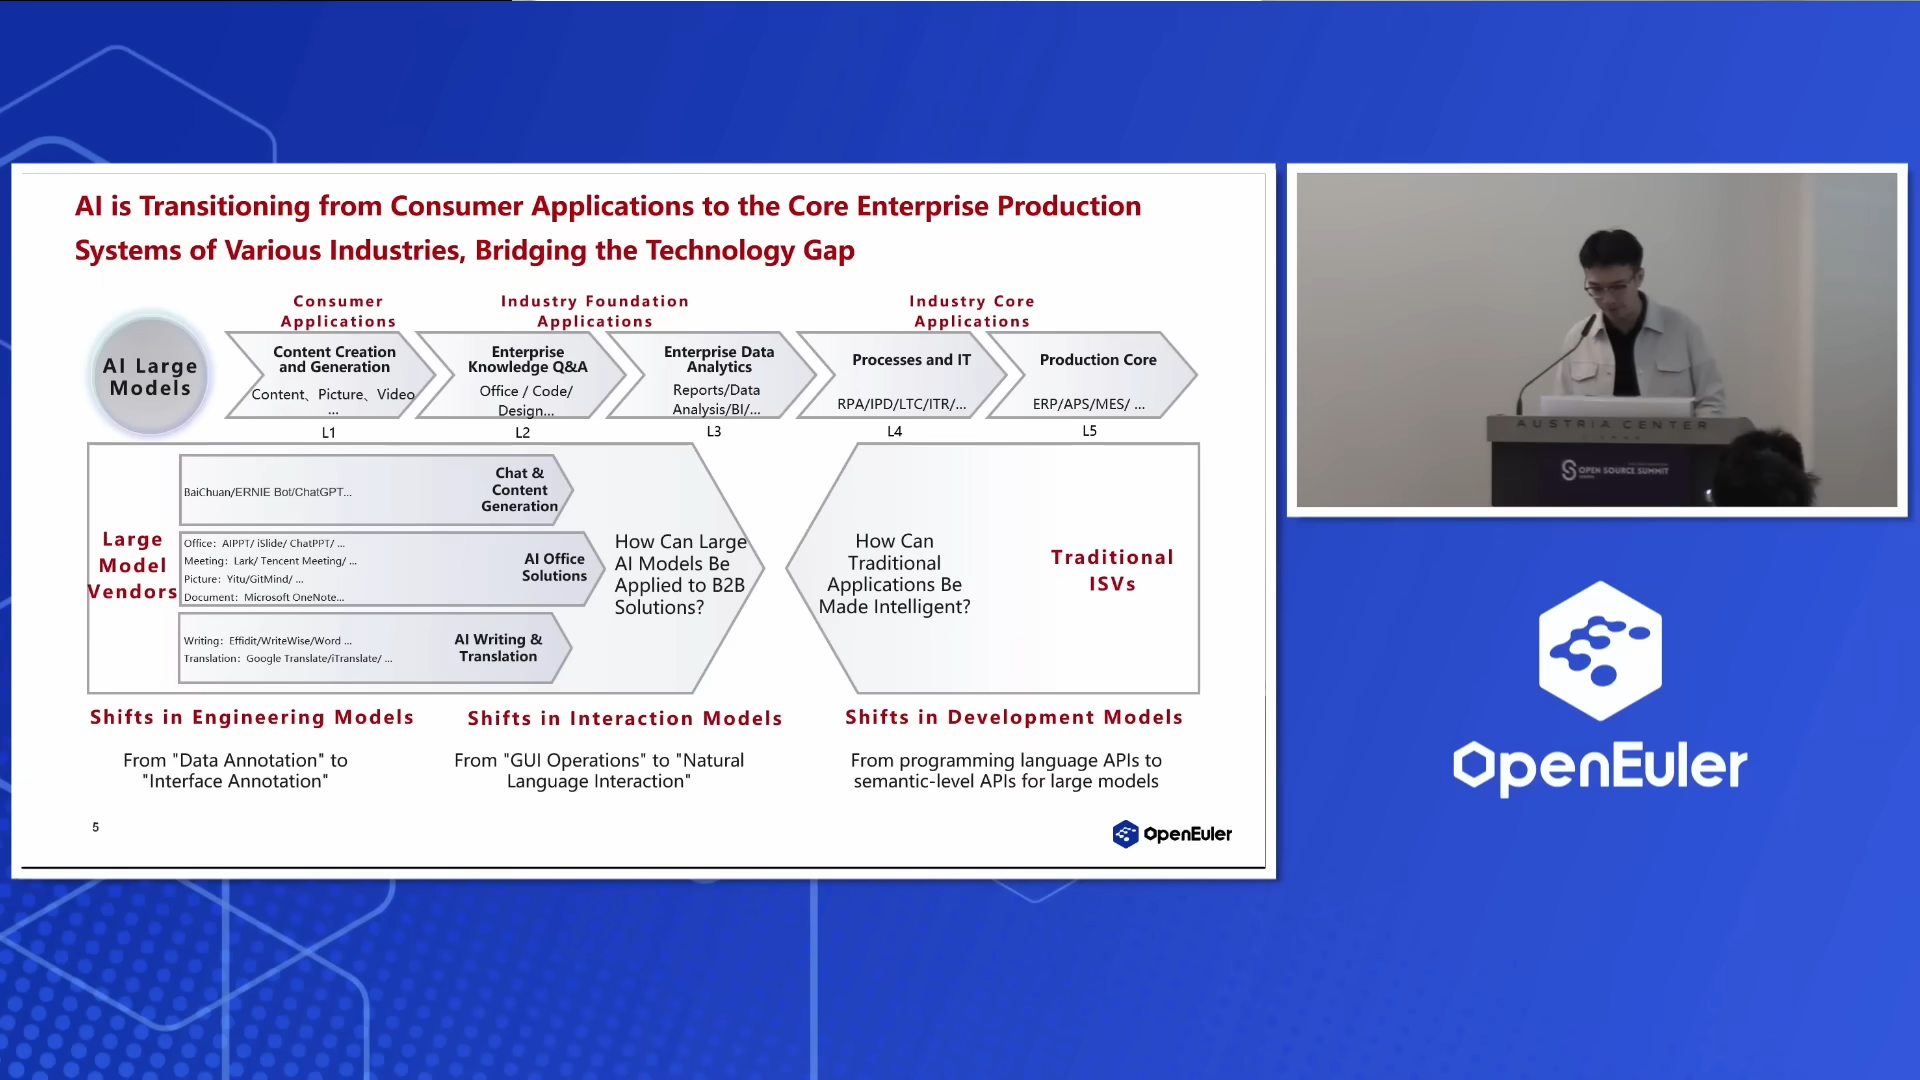 AI is Transitioning from Consumer Applications to the Core Enterprise Production
Systems of Various Industries, Bridging the Technology Gap
Consumer
Applications
Industry Foundation
Applications
Industry Core
Applications
AI Large
Models
Content Creation
and Generation
Content、Picture、Video
...
Enterprise
Knowledge Q&A
Office / Code/
Design...
Enterprise Data
Analytics
Reports/Data
Analysis/BI/...
Processes and IT
RPA/IPD/LTC/ITR/...
Production Core
ERP/APS/MES/ ...
L1
L2
L3
L4
L5
Large
Model
Vendors
BaiChuan/ERNIE Bot/ChatGPT...
Chat &
Content
Generation
Office: AIPPT/ iSlide/ ChatPPT/ ...
Meeting: Lark/ Tencent Meeting/ ...
Picture: Yitu/GitMind/ ...
Document: Microsoft OneNote...
AI Office
Solutions
Writing: Effidit/WriteWise/Word ...
Translation: Google Translate/iTranslate/ ...
AI Writing &
Translation
How Can Large
AI Models Be
Applied to B2B
Solutions?
How Can
Traditional
Applications Be
Made Intelligent?
Traditional
ISVs
Shifts in Engineering Models
From "Data Annotation" to
"Interface Annotation"
Shifts in Interaction Models
From "GUI Operations" to "Natural
Language Interaction"
Shifts in Development Models
From programming language APIs to
semantic-level APIs for large models
5
OpenEuler
AUSTRIA CENTER
OPEN SOURCE SUMMIT
OpenEuler